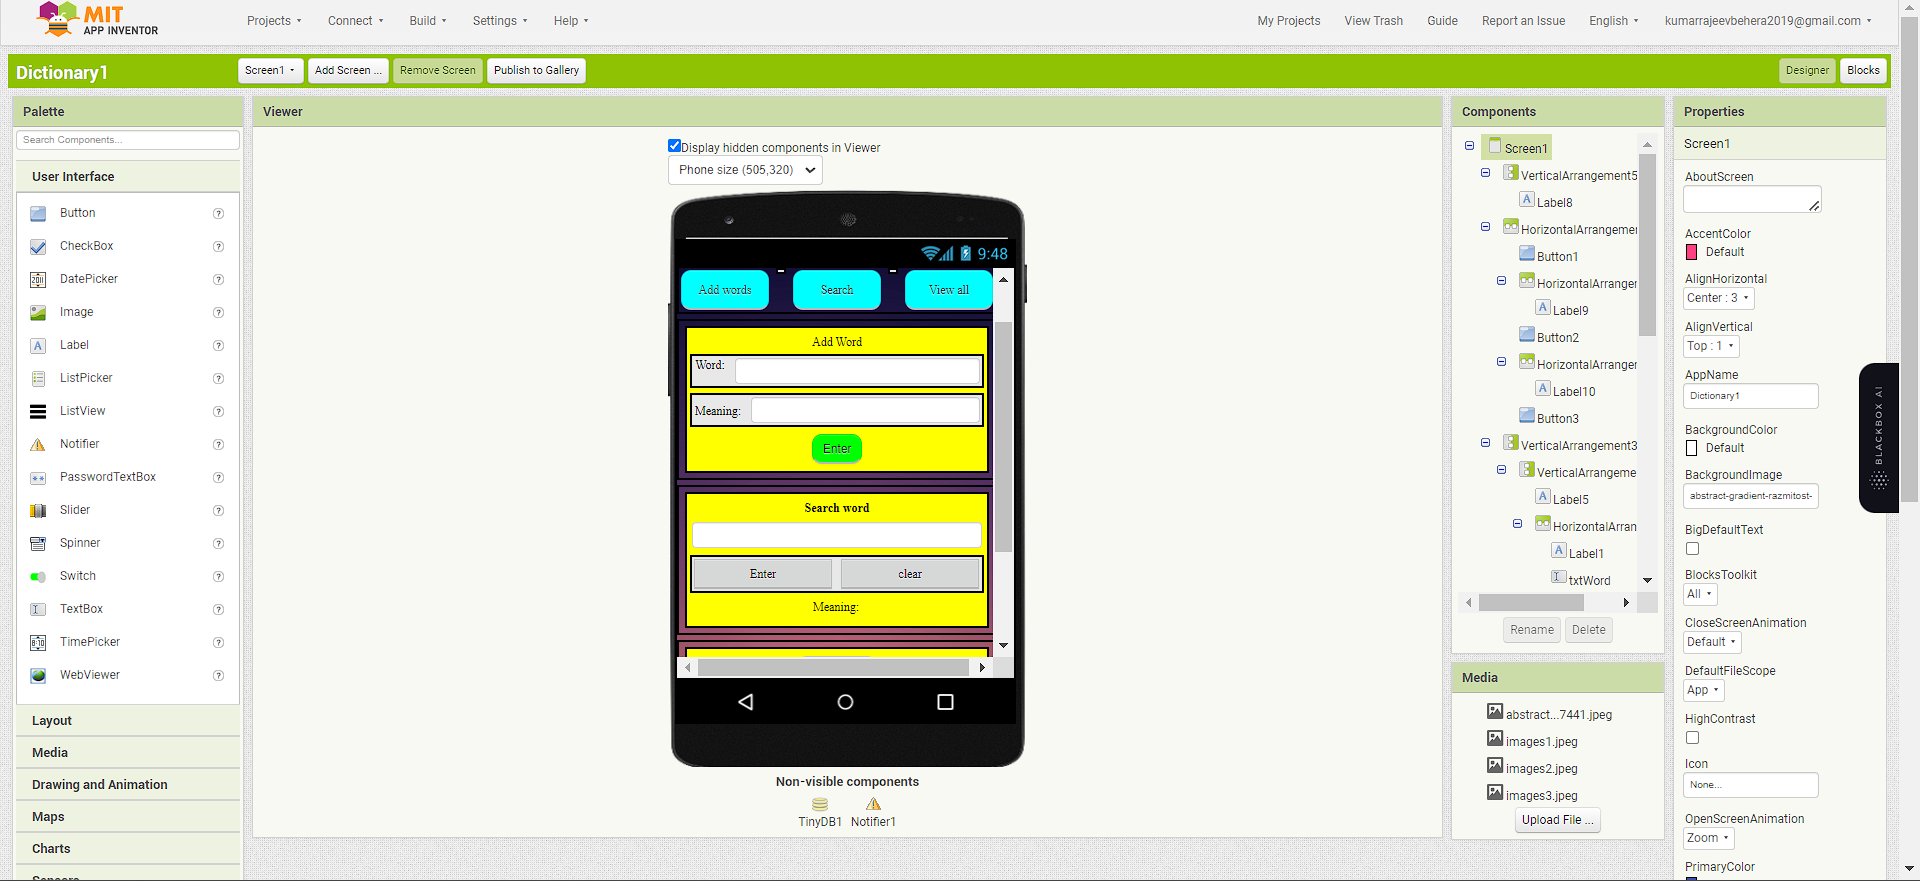 MIT
APP INVENTOR
Projects
Connect
Build
Settings
Help
My Projects
View Trash
Guide
Report an Issue
English
kumarrajeevbehera2019@gmail.com
Dictionary1
Screen1
Add Screen ...
Remove Screen
Publish to Gallery
Designer
Blocks
Palette
Search Components...
User Interface
Button
CheckBox
DatePicker
Image
Label
ListPicker
ListView
Notifier
PasswordTextBox
Slider
Spinner
Switch
TextBox
TimePicker
WebViewer
Layout
Media
Drawing and Animation
Maps
Charts
Sensors
Viewer
Display hidden components in Viewer
Phone size (505,320)
9:48
Add words
Search
View all
Add Word
Word:
Meaning:
Enter
Search word
Enter
clear
Meaning:
Non-visible components
TinyDB1
Notifier1
Components
Screen1
VerticalArrangement5
Label8
HorizontalArrangemer
Button1
HorizontalArranger
Label9
Button2
HorizontalArranger
Label10
Button3
VerticalArrangement3
VerticalArrangeme
Label5
HorizontalArran
Label1
txtWord
Rename
Delete
Media
abstract...7441.jpeg
images1.jpeg
images2.jpeg
images3.jpeg
Upload File ...
Properties
Screen1
AboutScreen
AccentColor
Default
AlignHorizontal
Center : 3
AlignVertical
Top : 1
AppName
Dictionary1
BackgroundColor
Default
BackgroundImage
abstract-gradient-razmitost-
BigDefaultText
BlocksToolkit
All
CloseScreenAnimation
Default
DefaultFileScope
App
HighContrast
Icon
None...
OpenScreenAnimation
Zoom
PrimaryColor
BLACKBOX AI